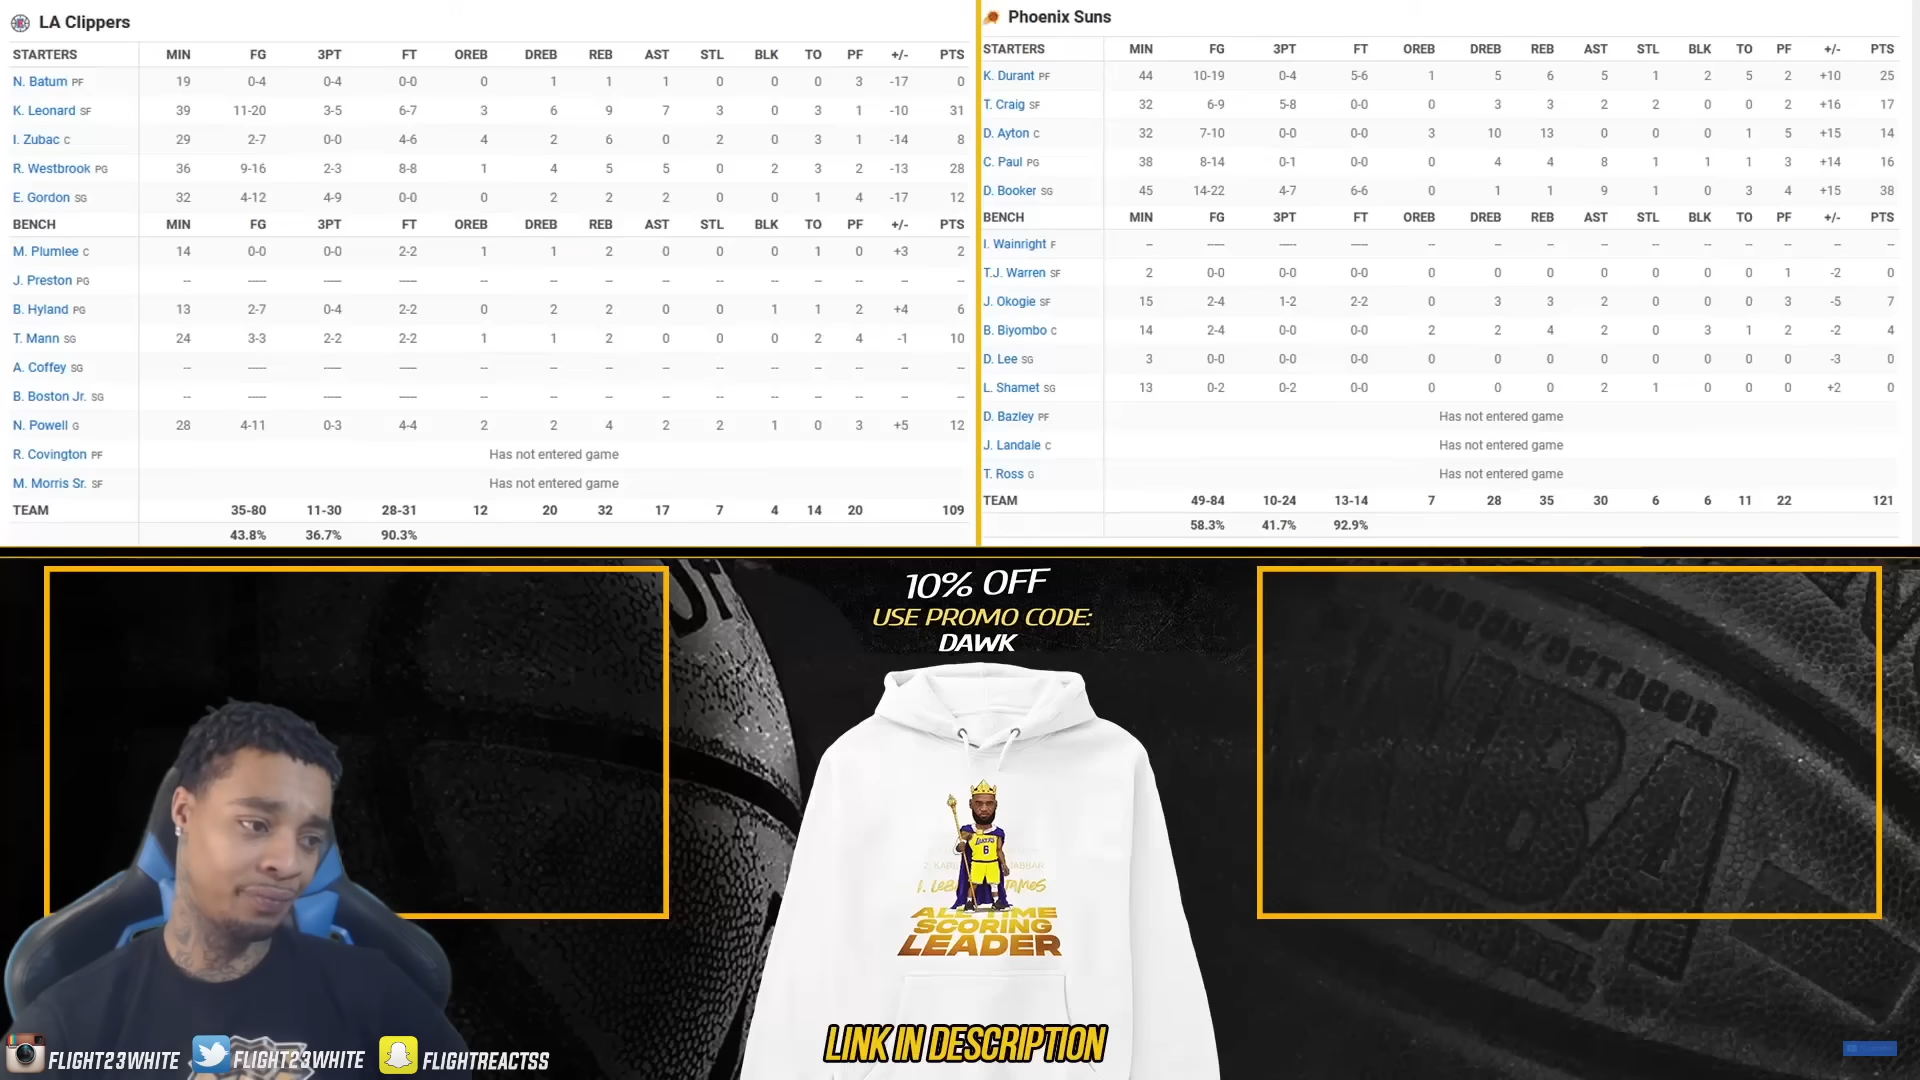 LA Clippers
STARTERS MIN FG 3PT FT OREB DREB REB AST STL BLK TO PF +/- PTS
N. Batum PF 19 0-4 0-4 0-0 0 1 1 1 0 0 0 3 -17 0
K. Leonard SF 39 11-20 3-5 6-7 3 6 9 7 3 0 3 1 -10 31
I. Zubac C 29 2-7 0-0 4-6 4 2 6 0 2 0 3 1 -14 8
R. Westbrook PG 36 9-16 2-3 8-8 1 4 5 5 0 2 3 2 -13 28
E. Gordon SG 32 4-12 4-9 0-0 0 2 2 2 0 0 1 4 -17 12
BENCH MIN FG 3PT FT OREB DREB REB AST STL BLK TO PF +/- PTS
M. Plumlee C 14 0-0 0-0 2-2 1 1 2 0 0 0 1 0 +3 2
J. Preston PG -- ----- ----- ----- -- -- -- -- -- -- -- -- -- --
B. Hyland PG 13 2-7 0-4 2-2 0 2 2 0 0 1 1 2 +4 6
T. Mann SG 24 3-3 2-2 2-2 1 1 2 0 0 0 2 4 -1 10
A. Coffey SG -- ----- ----- ----- -- -- -- -- -- -- -- -- -- --
B. Boston Jr. SG -- ----- ----- ----- -- -- -- -- -- -- -- -- -- --
N. Powell G 28 4-11 0-3 4-4 2 2 4 2 2 1 0 3 +5 12
R. Covington PF Has not entered game
M. Morris Sr. SF Has not entered game
TEAM 35-80 11-30 28-31 12 20 32 17 7 4 14 20 109
43.8% 36.7% 90.3%
Phoenix Suns
STARTERS MIN FG 3PT FT OREB DREB REB AST STL BLK TO PF +/- PTS
K. Durant PF 44 10-19 0-4 5-6 1 5 6 5 1 2 5 2 +10 25
T. Craig SF 32 6-9 5-8 0-0 0 3 3 2 2 0 0 2 +16 17
D. Ayton C 32 7-10 0-0 0-0 3 10 13 0 0 0 1 5 +15 14
C. Paul PG 38 8-14 0-1 0-0 0 4 4 8 1 1 1 3 +14 16
D. Booker SG 45 14-22 4-7 6-6 0 1 1 9 1 0 3 4 +15 38
BENCH MIN FG 3PT FT OREB DREB REB AST STL BLK TO PF +/- PTS
I. Wainright F -- ----- ----- ----- -- -- -- -- -- -- -- -- -- --
T.J. Warren SF 2 0-0 0-0 0-0 0 0 0 0 0 0 0 1 -2 0
J. Okogie SF 15 2-4 1-2 2-2 0 3 3 2 0 0 0 3 -5 7
B. Biyombo C 14 2-4 0-0 0-0 2 2 4 2 0 3 1 2 -2 4
D. Lee SG 3 0-0 0-0 0-0 0 0 0 0 0 0 0 0 -3 0
L. Shamet SG 13 0-2 0-2 0-0 0 0 0 2 1 0 0 0 +2 0
D. Bazley PF Has not entered game
J. Landale C Has not entered game
T. Ross G Has not entered game
TEAM 49-84 10-24 13-14 7 28 35 30 6 6 11 22 121
58.3% 41.7% 92.9%
10% OFF
USE PROMO CODE:
DAWK
LAKERS
6
ALL TIME
SCORING
LEADER
LINK IN DESCRIPTION
FLIGHT23WHITE
FLIGHT23WHITE
FLIGHTREACTSS